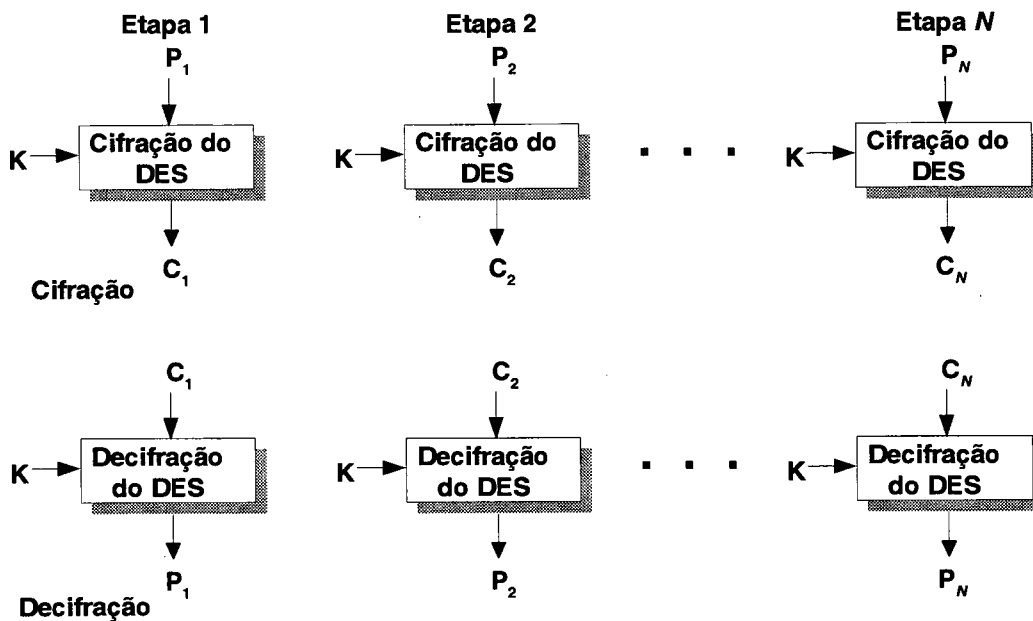 Etapa 1
P1
K
Cifração do
DES
C1
Etapa 2
P2
K
Cifração do
DES
C2
. . .
Etapa N
PN
K
Cifração do
DES
CN
Cifração
C1
K
Decifração
do DES
P1
C2
K
Decifração
do DES
P2
. . .
CN
K
Decifração
do DES
PN
Decifração